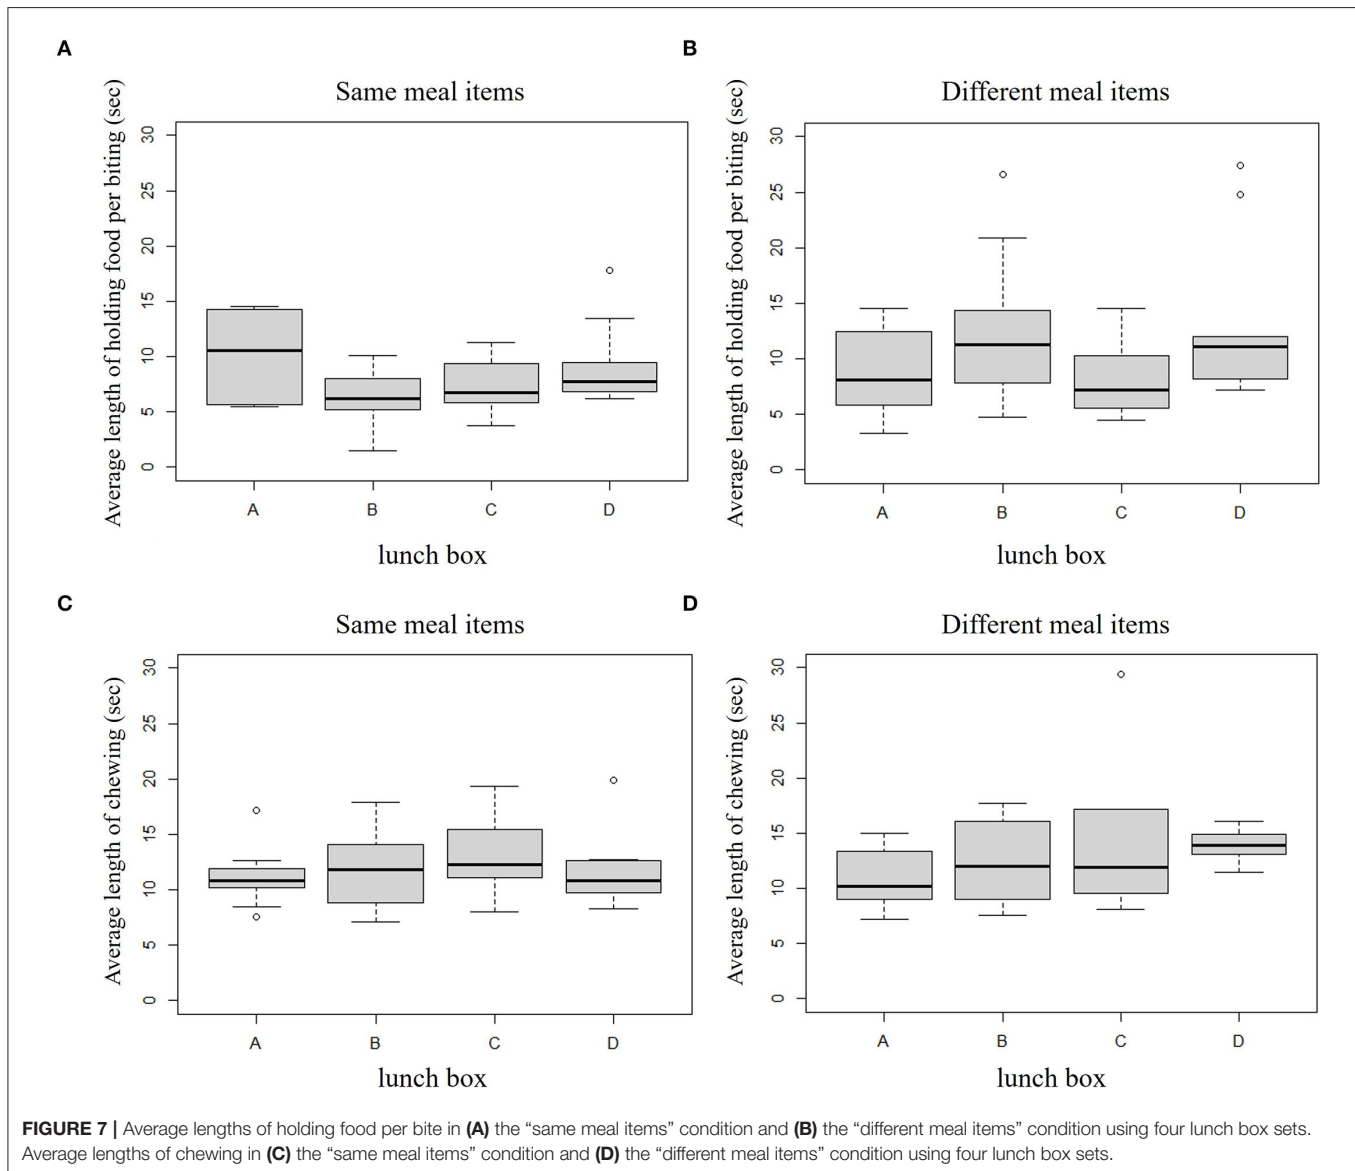 A
Same meal items
Average length of holding food per biting (sec)
30
25
20
15
10
5
0
A B C D
lunch box
B
Different meal items
Average length of holding food per biting (sec)
30
25
20
15
10
5
0
A B C D
lunch box
C
Same meal items
Average length of chewing (sec)
30
25
20
15
10
5
0
A B C D
lunch box
D
Different meal items
Average length of chewing (sec)
30
25
20
15
10
5
0
A B C D
lunch box
FIGURE 7 | Average lengths of holding food per bite in (A) the “same meal items” condition and (B) the “different meal items” condition using four lunch box sets.
Average lengths of chewing in (C) the “same meal items” condition and (D) the “different meal items” condition using four lunch box sets.